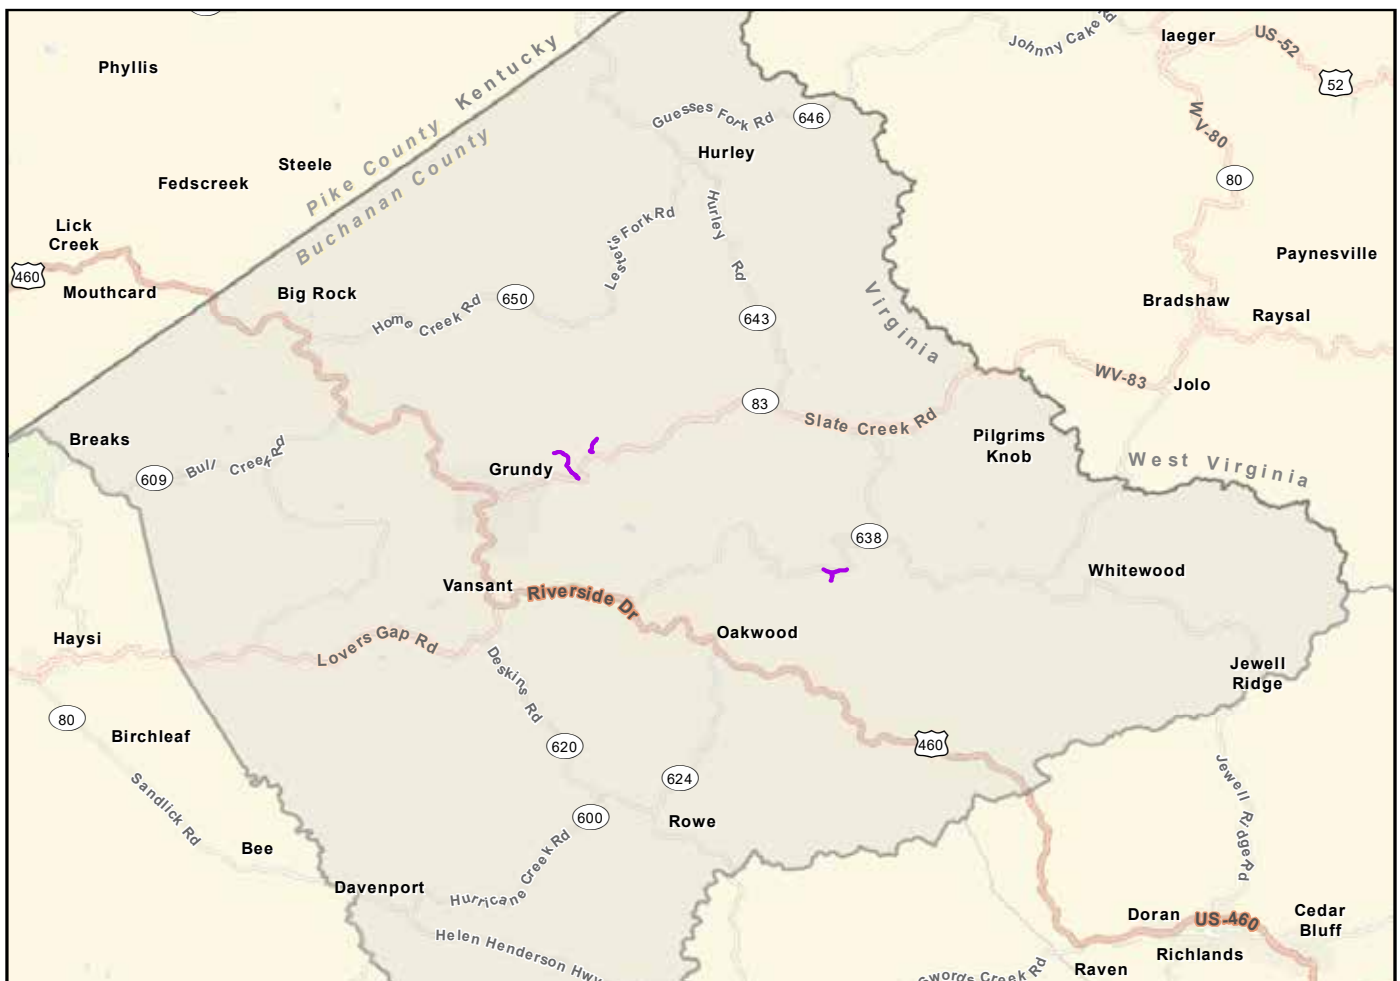 Phyllis
Pike County Kentucky
Buchanan County
Johnny Cake Rd
Iaeger
US-52
52
Guesses Fork Rd
646
WV-80
Steele
Hurley
Fedscreek
80
Lick
Creek
Lesters Fork Rd
Hurley Rd
Paynesville
460
Mouthcard
Big Rock
650
Home Creek Rd
643
Virginia
Bradshaw
Raysal
WV-83
Jolo
83
Slate Creek Rd
Breaks
Pilgrims
Knob
609
Bull Creek Rd
Grundy
West Virginia
638
Whitewood
Vansant
Riverside Dr
Oakwood
Haysi
Lovers Gap Rd
Jewell
Ridge
Deskins Rd
80
Birchleaf
620
460
624
Jewell Ridge Rd
Sandlick Rd
600
Rowe
Bee
Davenport
Hurricane Creek Rd
Doran
US-460
Cedar
Bluff
Helen Henderson Hwy
Richlands
Raven
Swords Creek Rd